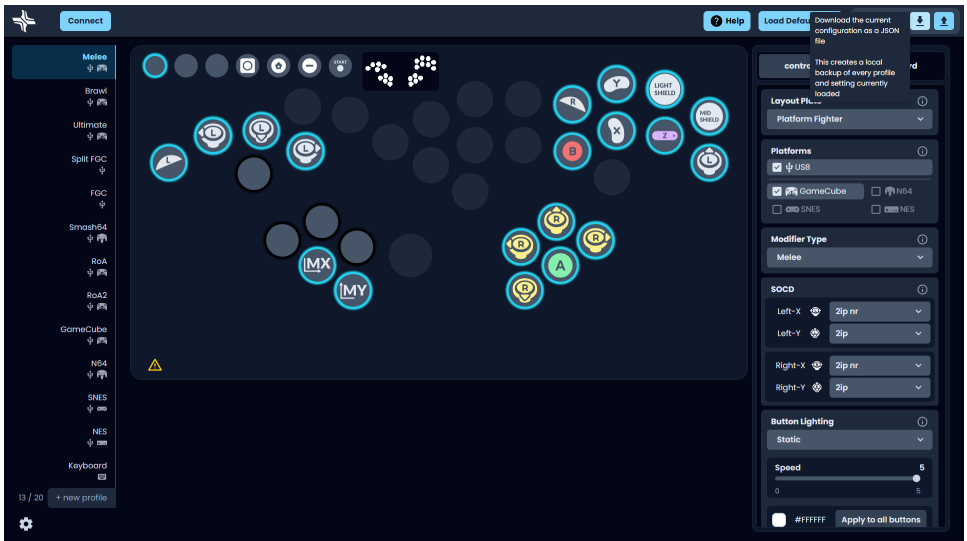 Connect
Help
Load Defau
Download the current
configuration as a JSON
file
This creates a local
backup of every profile
and setting currently
loaded
Melee
Brawl
Ultimate
Split FGC
FGC
Smash64
RoA
RoA2
GameCube
N64
SNES
NES
Keyboard
13 / 20
+ new profile
START
L
L
L
L
R
Y
LIGHT
SHIELD
MID
SHIELD
X
Z
B
L
R
R
R
A
R
MX
MY
contro
rd
Layout Plate
Platform Fighter
Platforms
USB
GameCube
N64
SNES
NES
Modifier Type
Melee
SOCD
Left-X
2ip nr
Left-Y
2ip
Right-X
2ip nr
Right-Y
2ip
Button Lighting
Static
Speed
5
0
5
#FFFFFF
Apply to all buttons